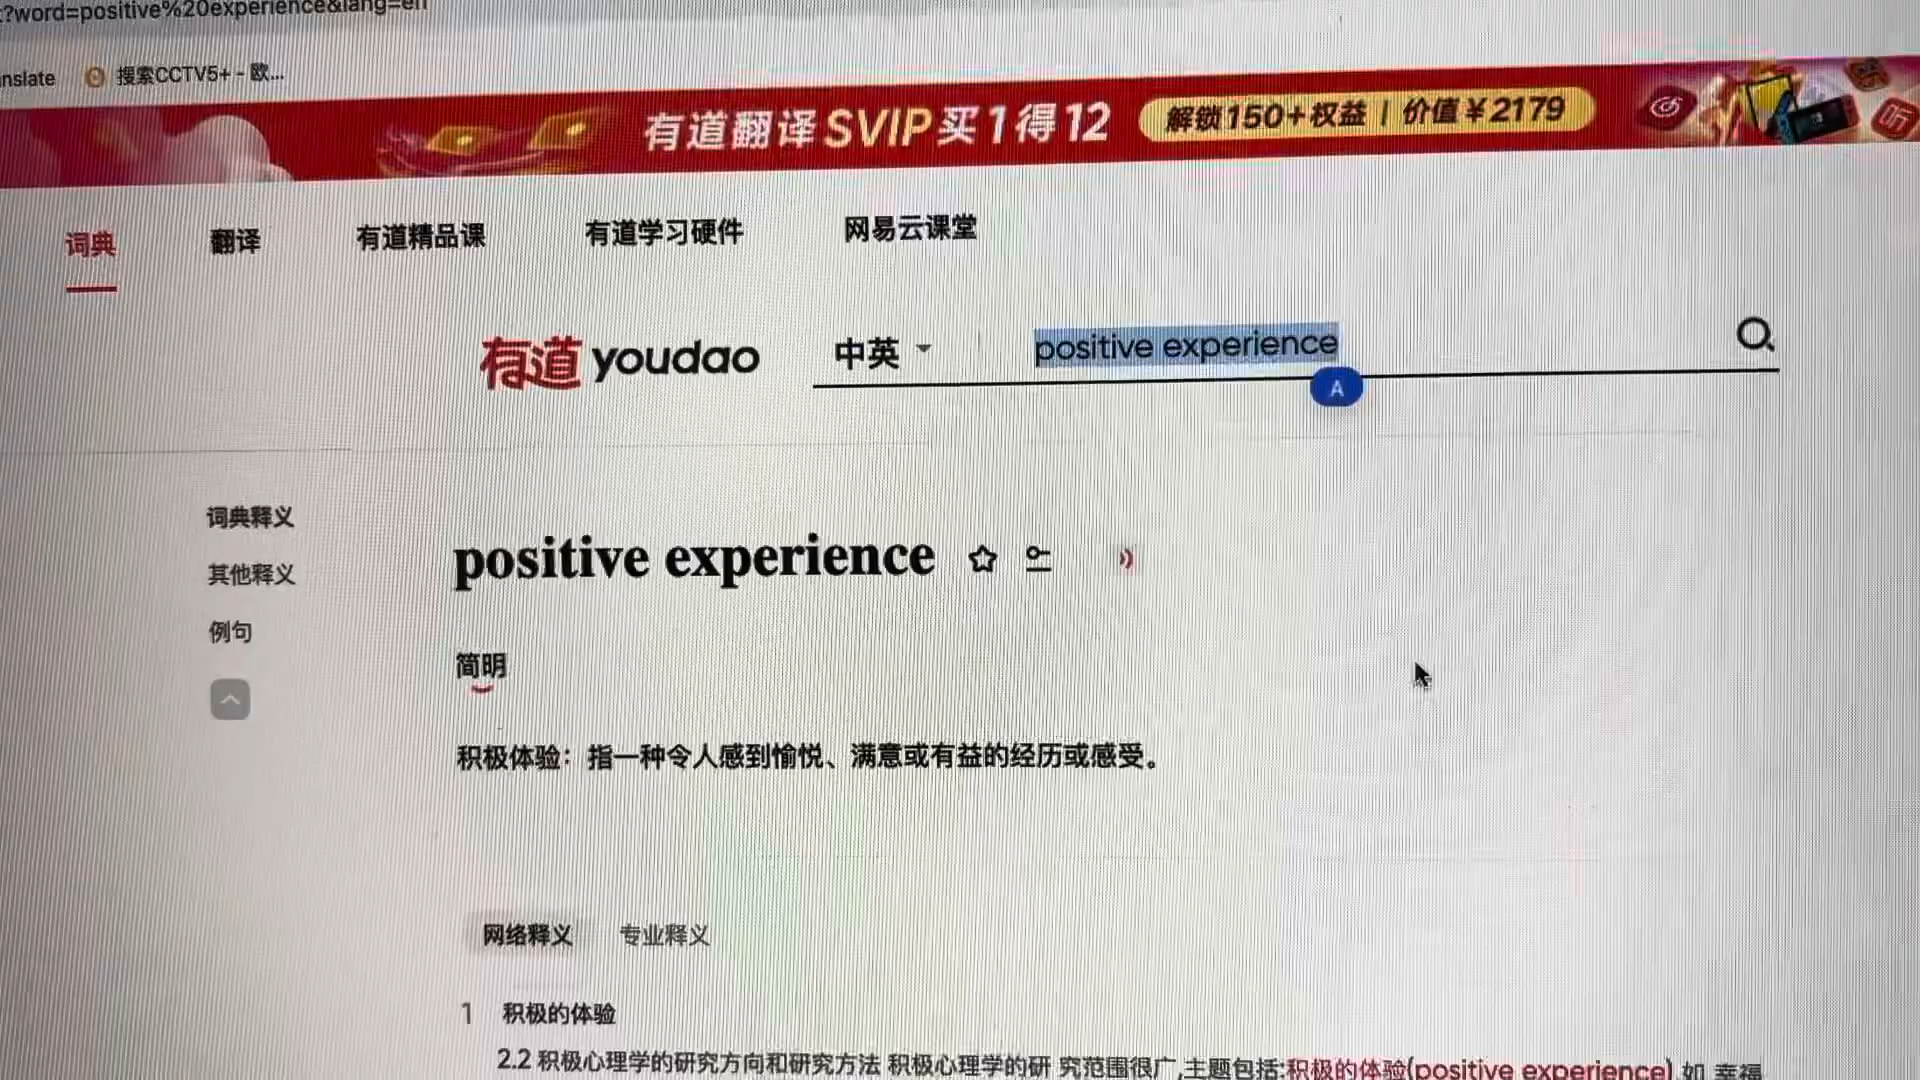 ?word=positive%20experience&lang=en
nslate 搜索CCTV5+ - 欧...
有道翻译SVIP买1得12 解锁150+权益 | 价值￥2179
听
词典 翻译 有道精品课 有道学习硬件 网易云课堂
有道 youdao 中英 positive experience
A
词典释义
其他释义
例句
positive experience
简明
积极体验：指一种令人感到愉悦、满意或有益的经历或感受。
网络释义 专业释义
1 积极的体验
2.2 积极心理学的研究方向和研究方法 积极心理学的研 究范围很广,主题包括:积极的体验(positive experience),如 幸福